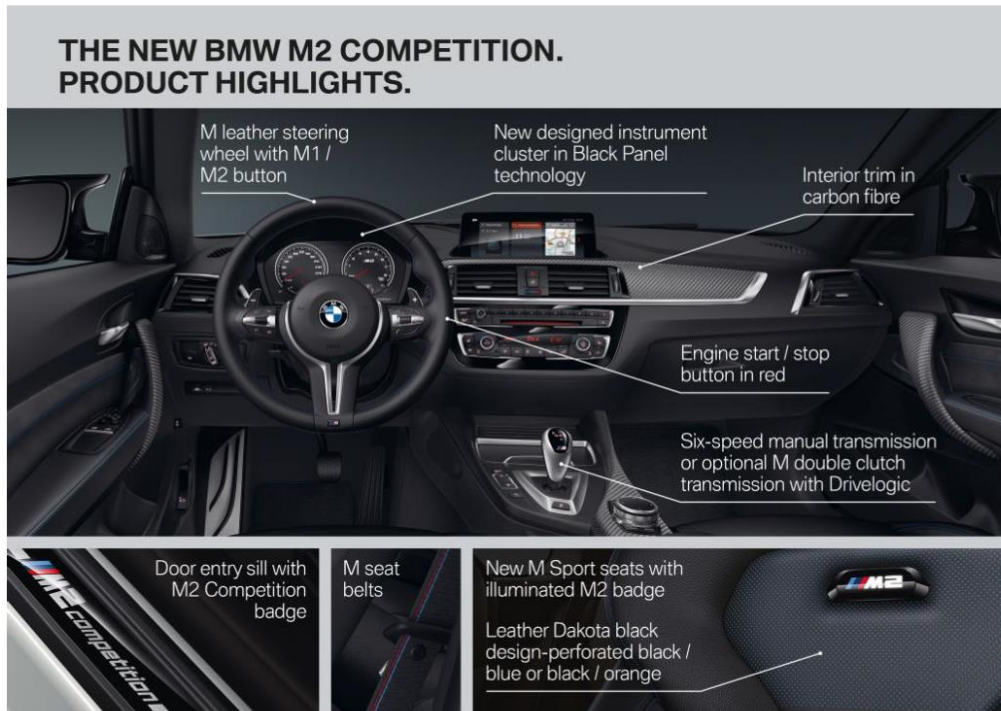 THE NEW BMW M2 COMPETITION.
PRODUCT HIGHLIGHTS.
M leather steering
wheel with M1 /
M2 button
New designed instrument
cluster in Black Panel
technology
Interior trim in
carbon fibre
Engine start / stop
button in red
Six-speed manual transmission
or optional M double clutch
transmission with Drivelogic
Door entry sill with
M2 Competition
badge
M2 competition
M seat
belts
New M Sport seats with
illuminated M2 badge
Leather Dakota black
design-perforated black /
blue or black / orange
M2